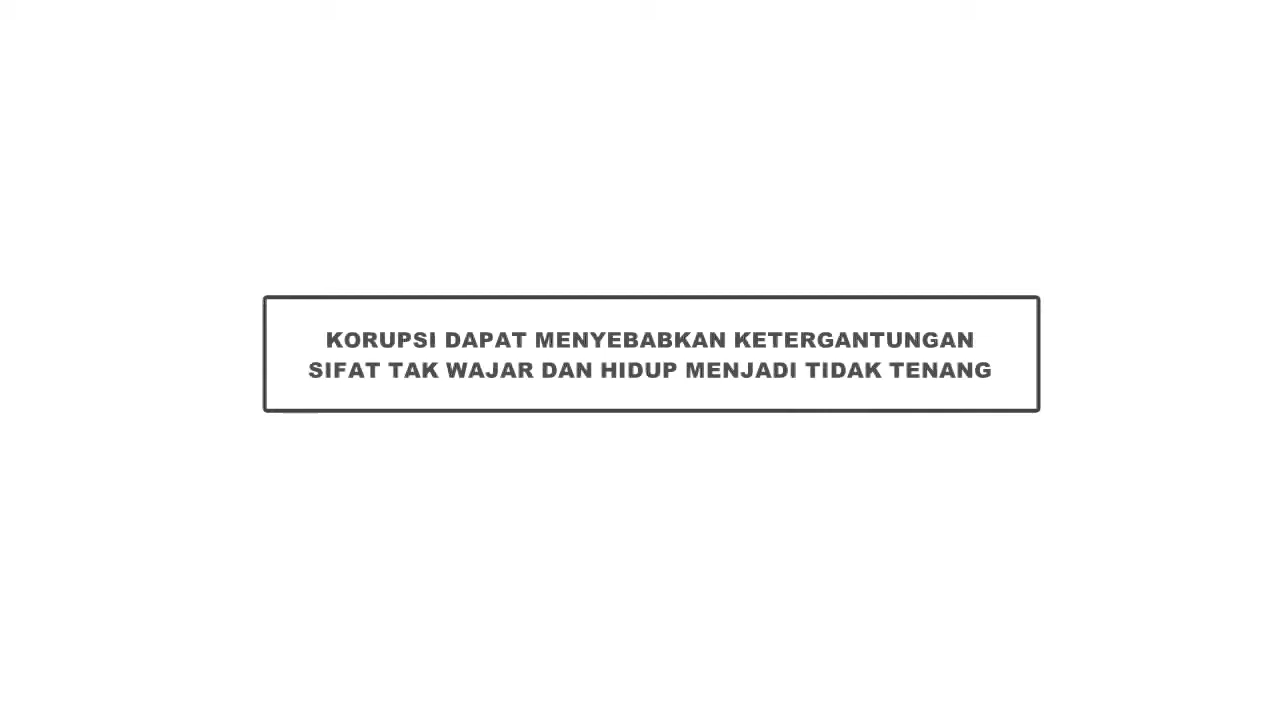 KORUPSI DAPAT MENYEBABKAN KETERGANTUNGAN
SIFAT TAK WAJAR DAN HIDUP MENJADI TIDAK TENANG